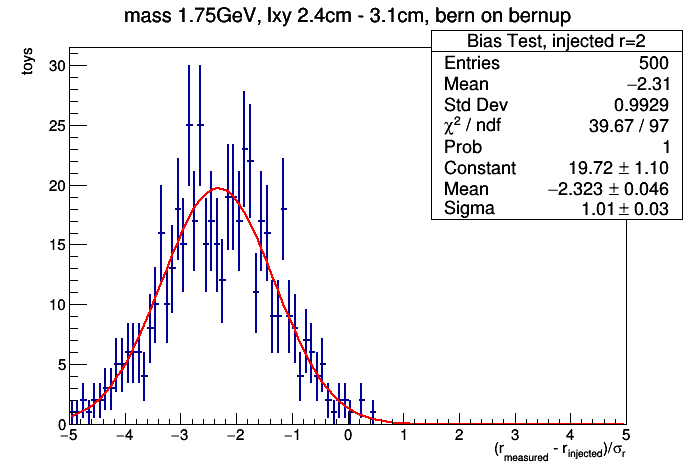 mass 1.75GeV, lxy 2.4cm - 3.1cm, bern on bernup
Bias Test, injected r=2
Entries 500
Mean −2.31
Std Dev 0.9929
χ² / ndf 39.67 / 97
Prob 1
Constant 19.72 ± 1.10
Mean −2.323 ± 0.046
Sigma 1.01 ± 0.03
toys
30
25
20
15
10
5
0
−5 −4 −3 −2 −1 0 1 2 3 4 5
(r_measured - r_injected)/σ_r